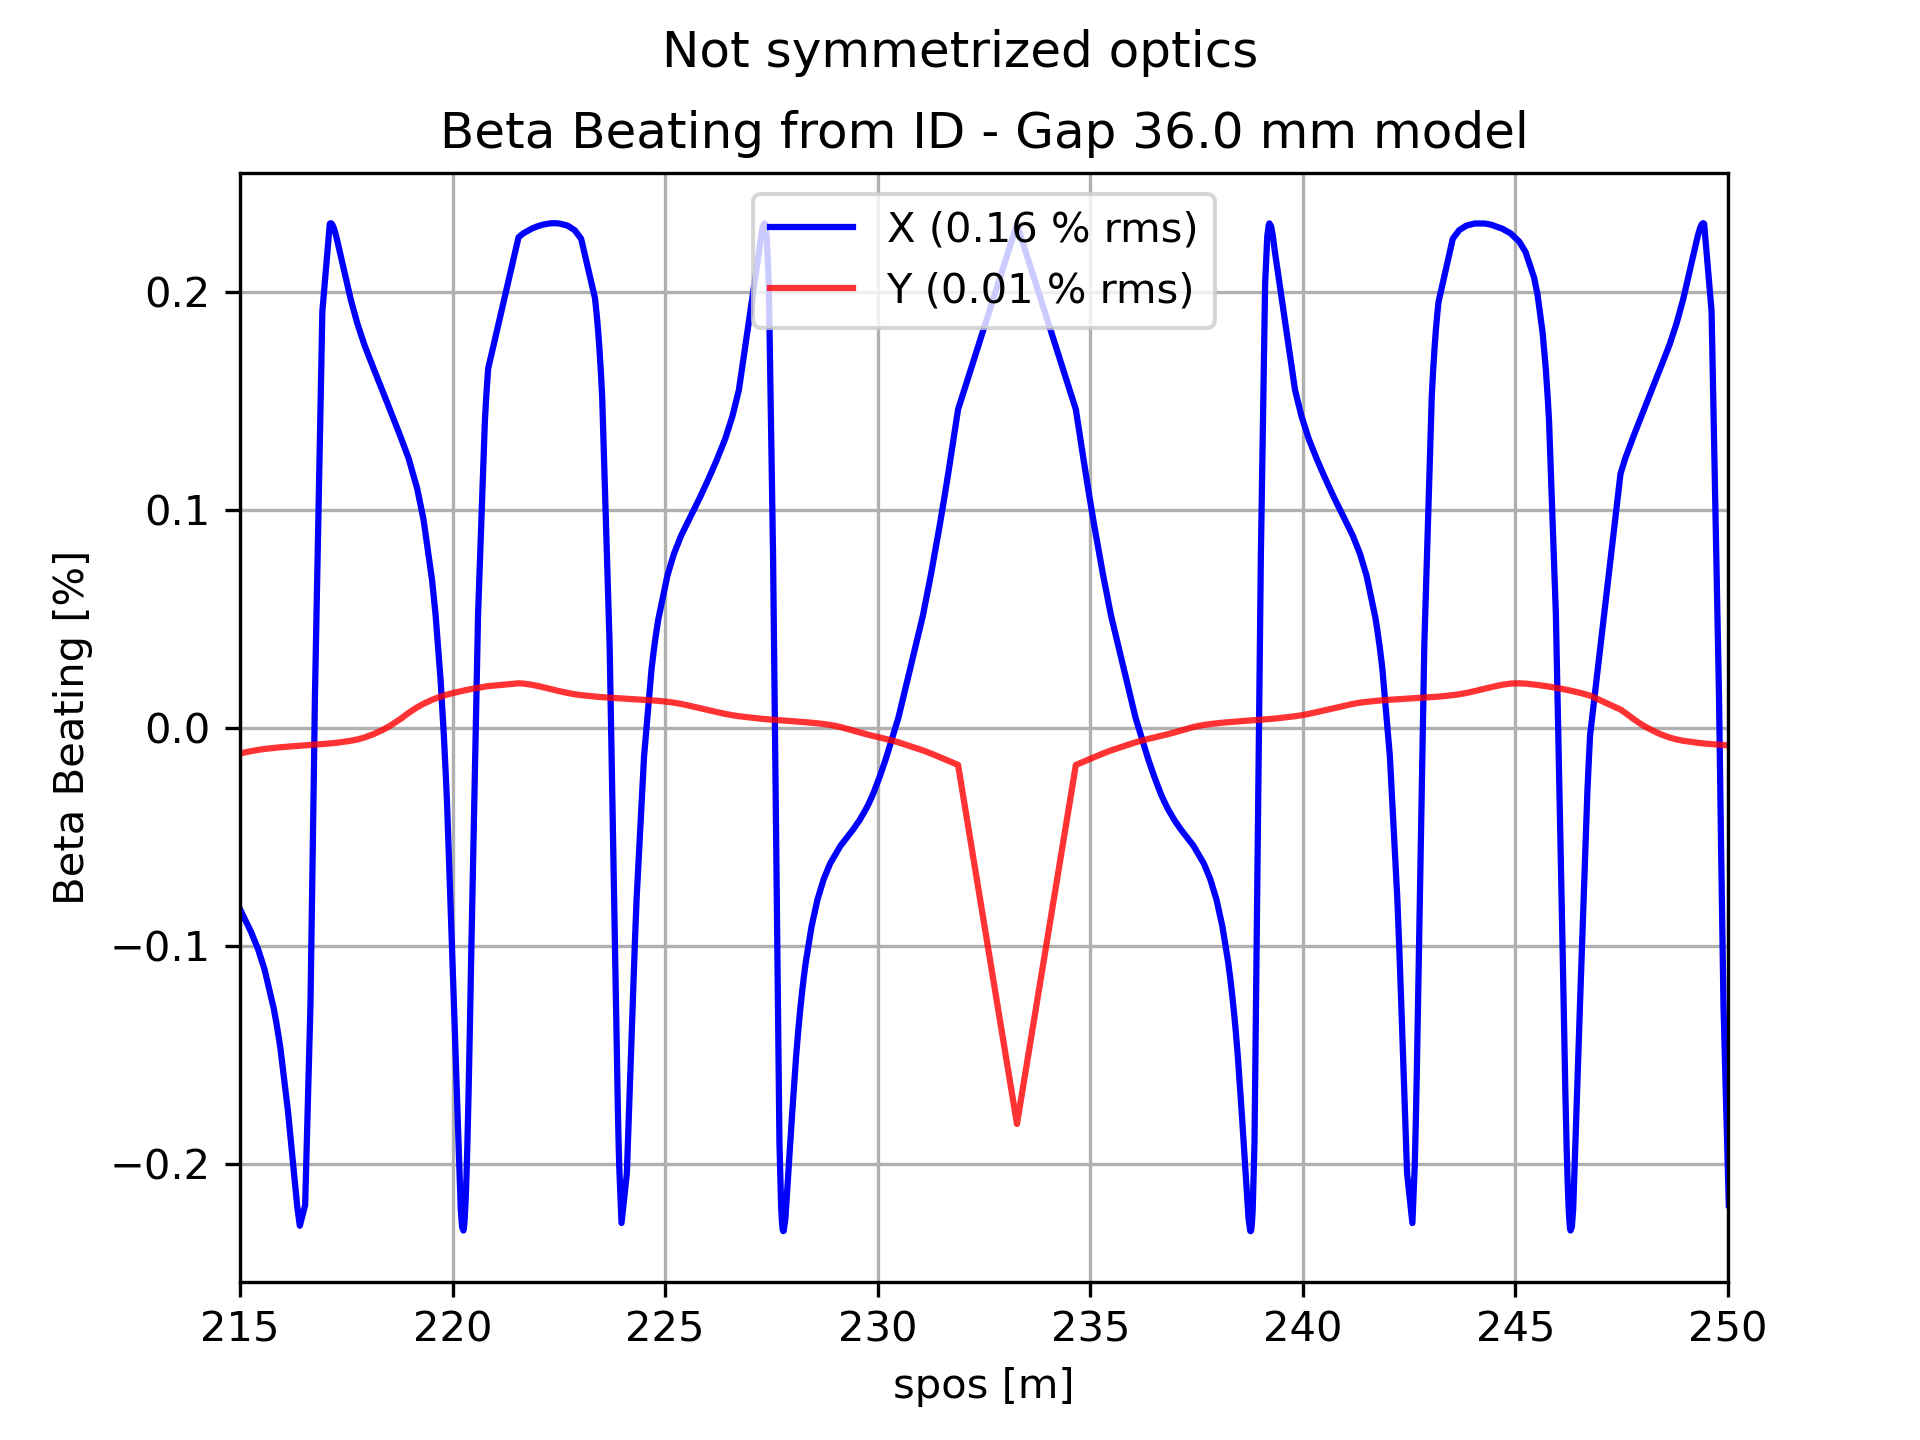 Not symmetrized optics
Beta Beating from ID - Gap 36.0 mm model
X (0.16 % rms)
Y (0.01 % rms)
Beta Beating [%]
0.2
0.1
0.0
−0.1
−0.2
215 220 225 230 235 240 245 250
spos [m]